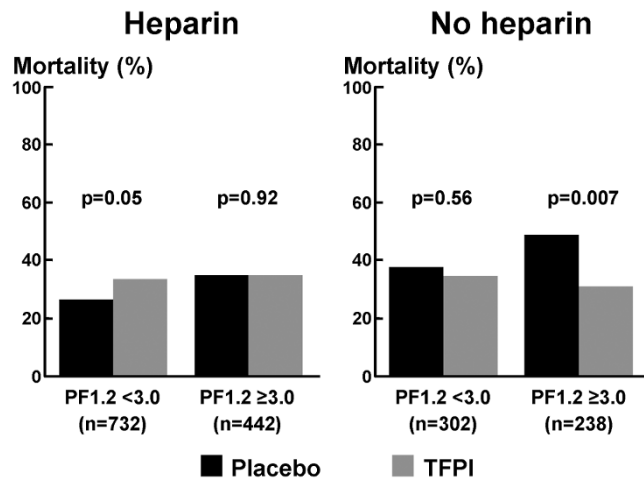 Heparin
No heparin
Mortality (%)
Mortality (%)
100
80
60
40
20
0
p=0.05
p=0.92
PF1.2 <3.0
(n=732)
PF1.2 ≥3.0
(n=442)
100
80
60
40
20
0
p=0.56
p=0.007
PF1.2 <3.0
(n=302)
PF1.2 ≥3.0
(n=238)
Placebo
TFPI